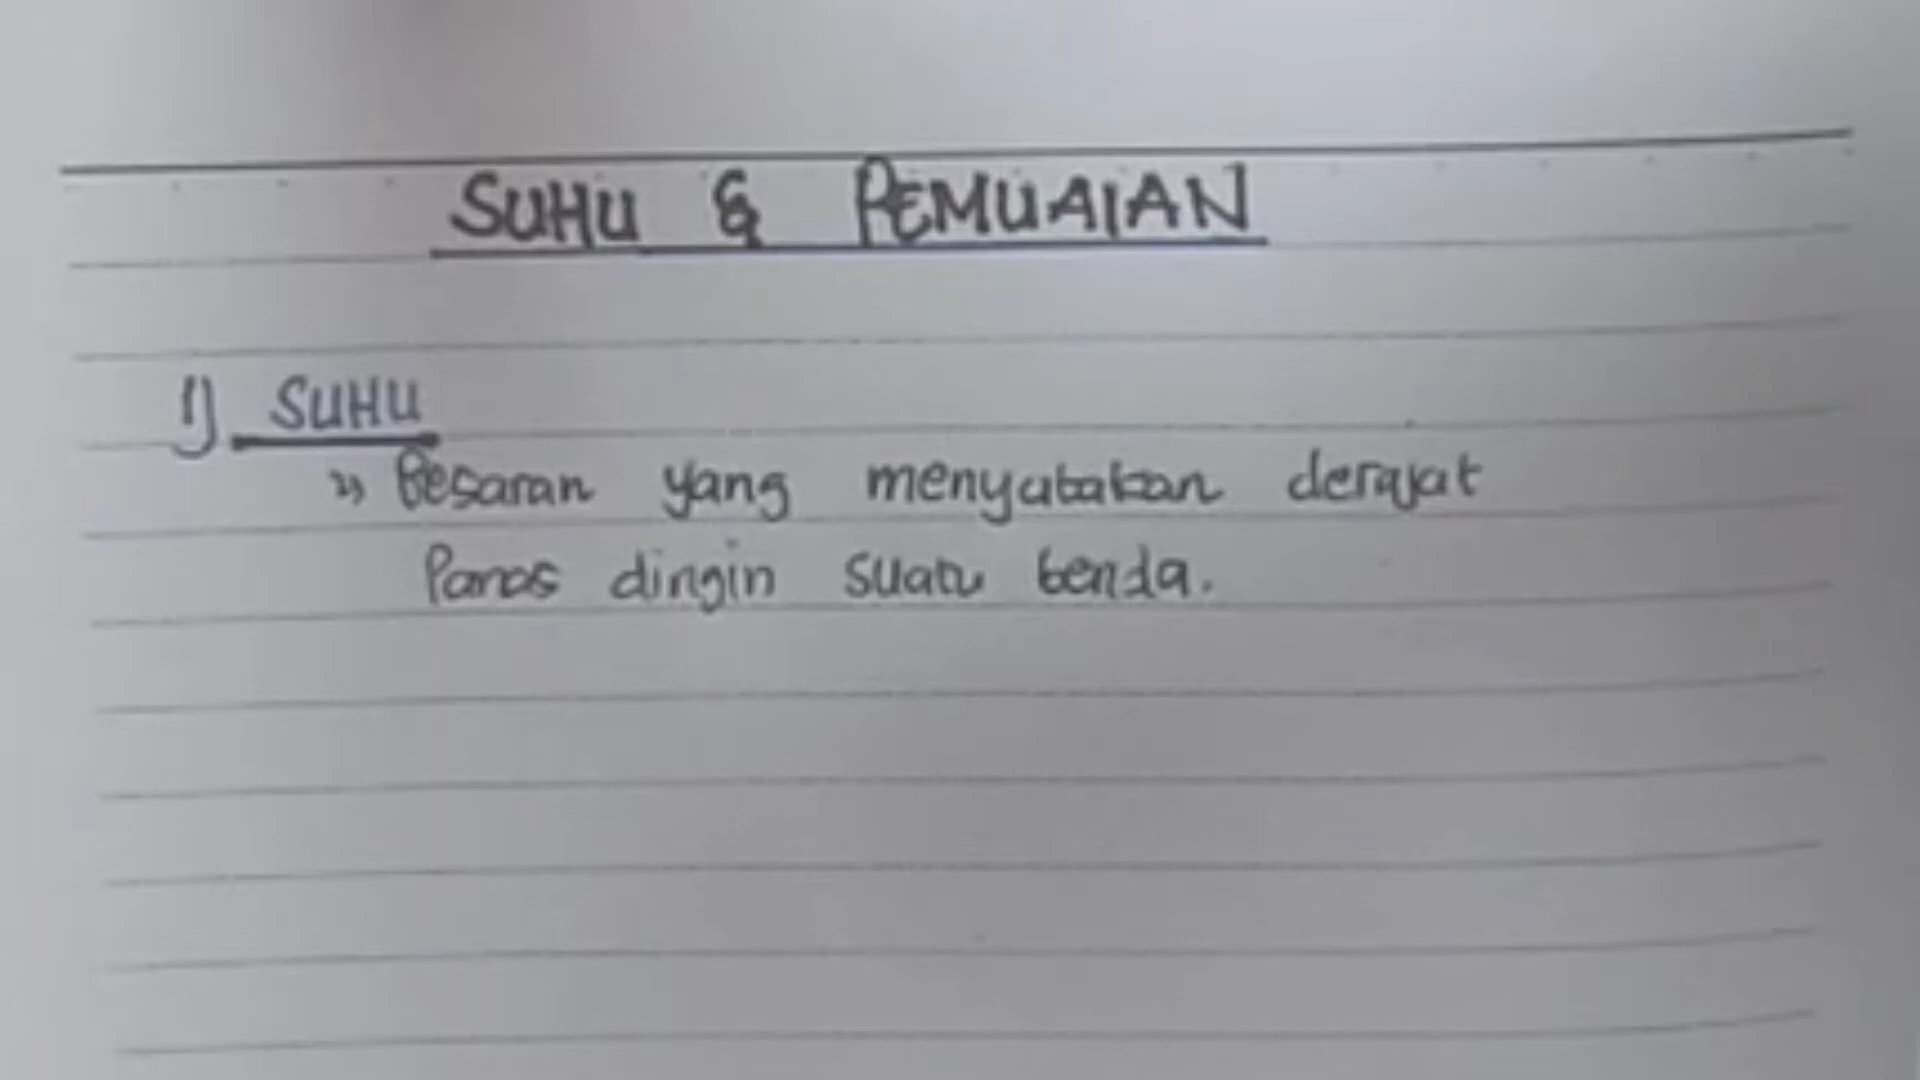 SUHU & PEMUAIAN
1) SUHU
Besaran yang menyatakan derajat
Panas dingin suatu benda.